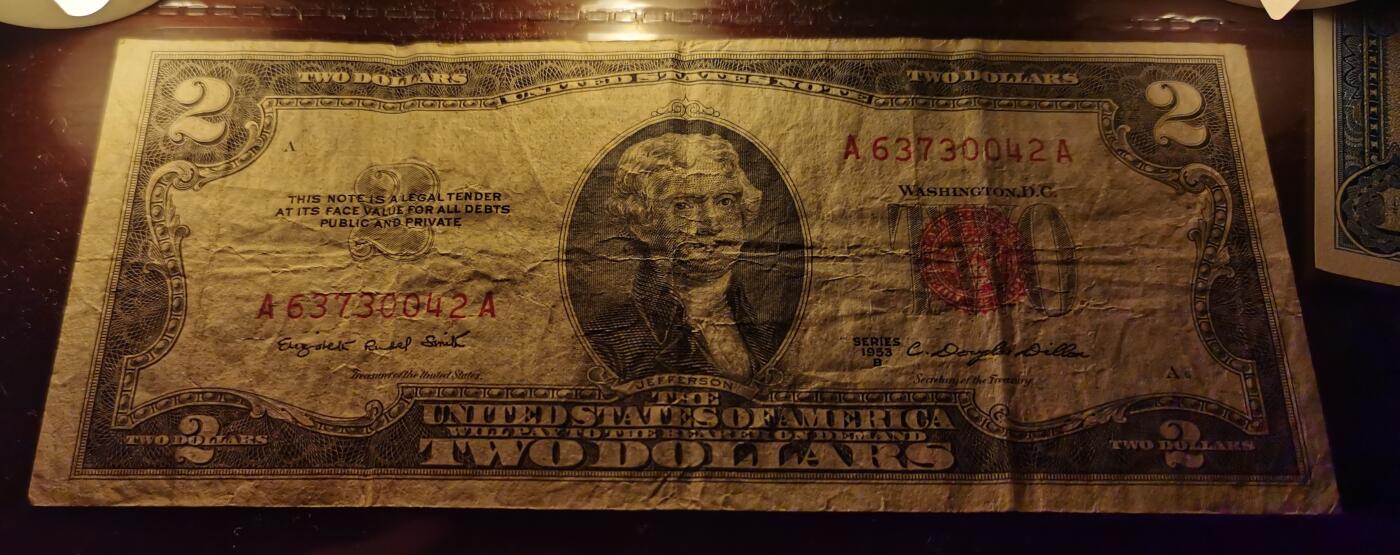 2 TWO DOLLARS UNITED STATES NOTE TWO DOLLARS 2
A
A 63730042 A
THIS NOTE IS A LEGAL TENDER
AT ITS FACE VALUE FOR ALL DEBTS
PUBLIC AND PRIVATE
2
WASHINGTON, D.C.
TWO
A 63730042 A
Elizabeth Rudel Smith
Treasurer of the United States.
SERIES
1953
B
C. Douglas Dillon
Secretary of the Treasury.
JEFFERSON
THE
UNITED STATES OF AMERICA
WILL PAY TO THE BEARER ON DEMAND
TWO DOLLARS
TWO DOLLARS
2
TWO DOLLARS
2